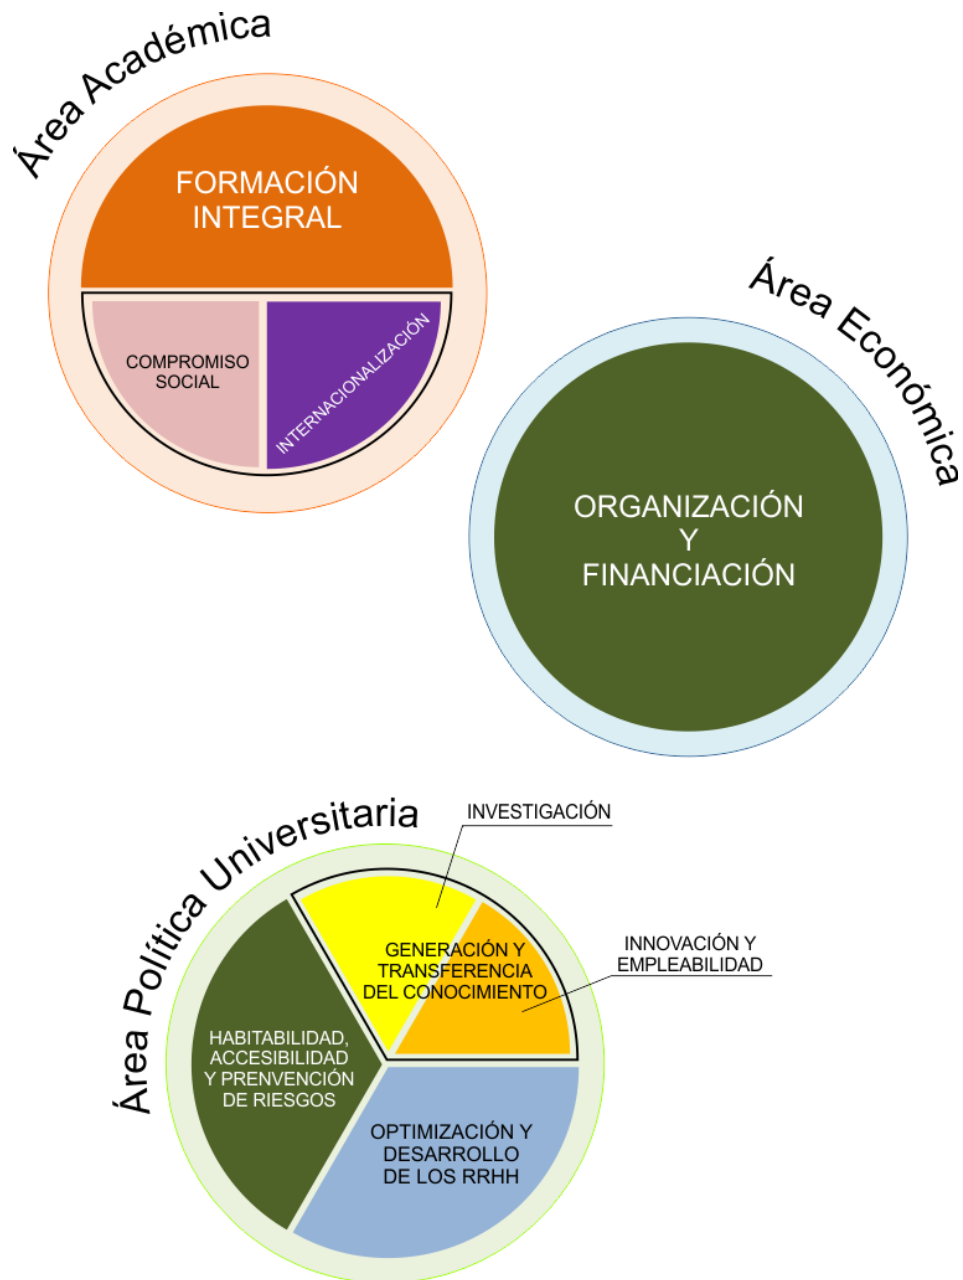 Área Académica
FORMACIÓN
INTEGRAL
COMPROMISO
SOCIAL
INTERNACIONALIZACIÓN
Área Económica
ORGANIZACIÓN
Y
FINANCIACIÓN
Área Política Universitaria
INVESTIGACIÓN
GENERACIÓN Y
TRANSFERENCIA
DEL CONOCIMIENTO
INNOVACIÓN Y
EMPLEABILIDAD
HABITABILIDAD,
ACCESIBILIDAD
Y PRENVENCIÓN
DE RIESGOS
OPTIMIZACIÓN Y
DESARROLLO
DE LOS RRHH